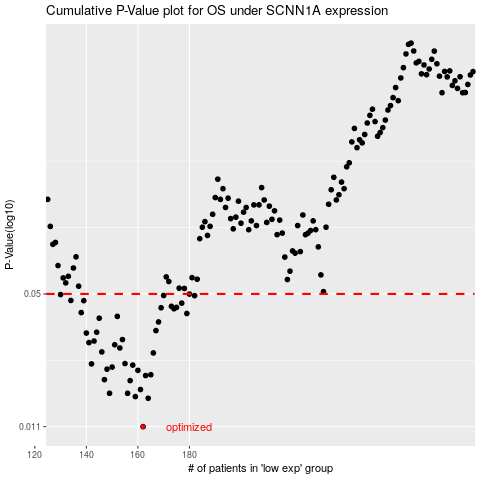 Cumulative P-Value plot for OS under SCNN1A expression
P-Value(log10)
0.05
0.011
optimized
120 140 160 180
# of patients in 'low exp' group